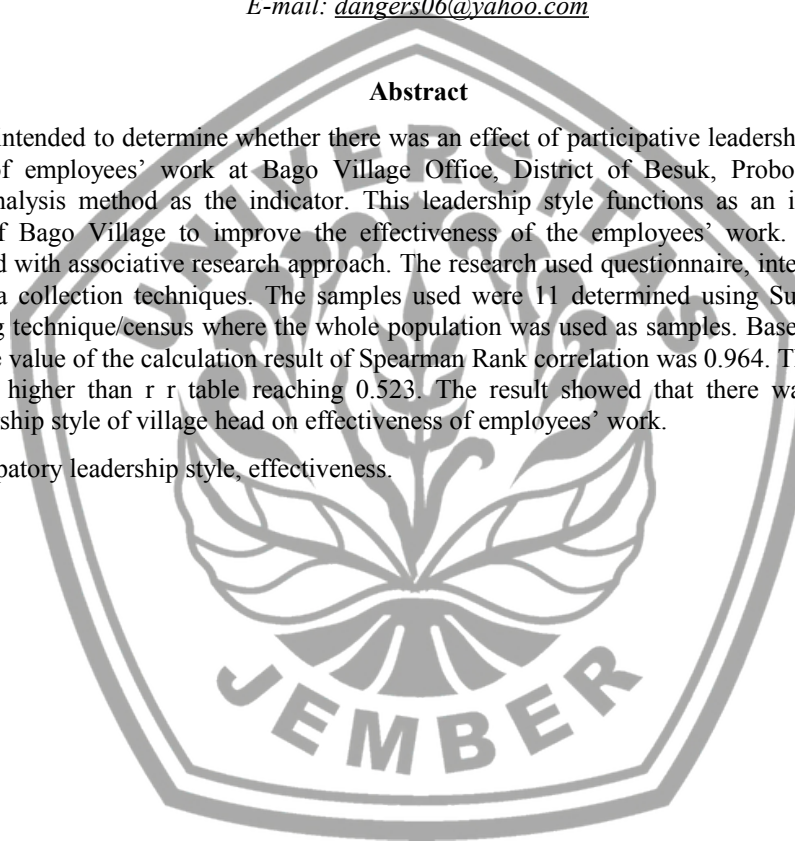 E-mail: dangers06@yahoo.com
Abstract
intended to determine whether there was an effect of participative leadersh
of employees' work at Bago Village Office, District of Besuk, Probo
nalysis method as the indicator. This leadership style functions as an i
of Bago Village to improve the effectiveness of the employees' work.
d with associative research approach. The research used questionnaire, inte
a collection techniques. The samples used were 11 determined using Su
g technique/census where the whole population was used as samples. Base
e value of the calculation result of Spearman Rank correlation was 0.964. T
higher than r r table reaching 0.523. The result showed that there wa
ship style of village head on effectiveness of employees' work.
patory leadership style, effectiveness.
UNIVERSITAS
JEMBER